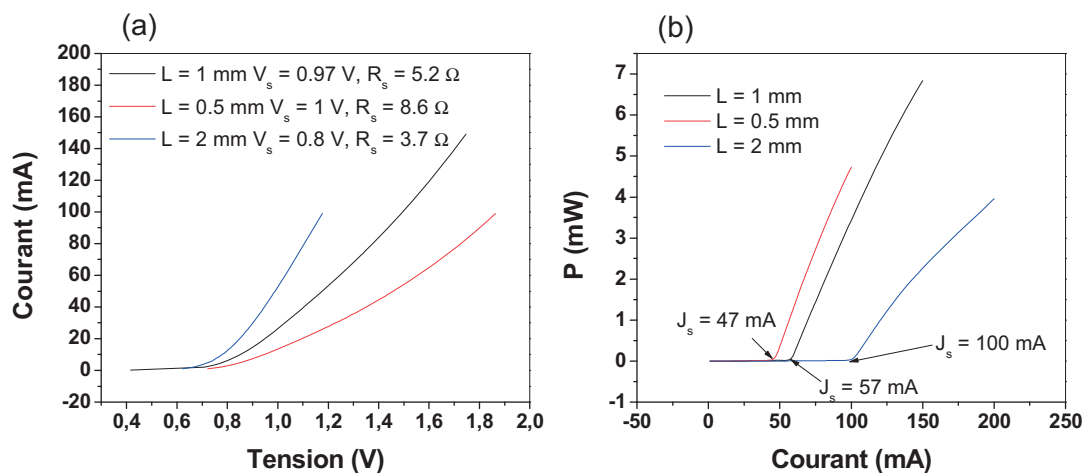 (a)
200
180
160
140
120
100
80
60
40
20
0
-20
Courant (mA)
L = 1 mm V_s = 0.97 V, R_s = 5.2 Ω
L = 0.5 mm V_s = 1 V, R_s = 8.6 Ω
L = 2 mm V_s = 0.8 V, R_s = 3.7 Ω
0,4 0,6 0,8 1,0 1,2 1,4 1,6 1,8 2,0
Tension (V)
(b)
7
6
5
4
3
2
1
0
-1
P (mW)
L = 1 mm
L = 0.5 mm
L = 2 mm
J_s = 47 mA
J_s = 100 mA
J_s = 57 mA
-50 0 50 100 150 200 250
Courant (mA)